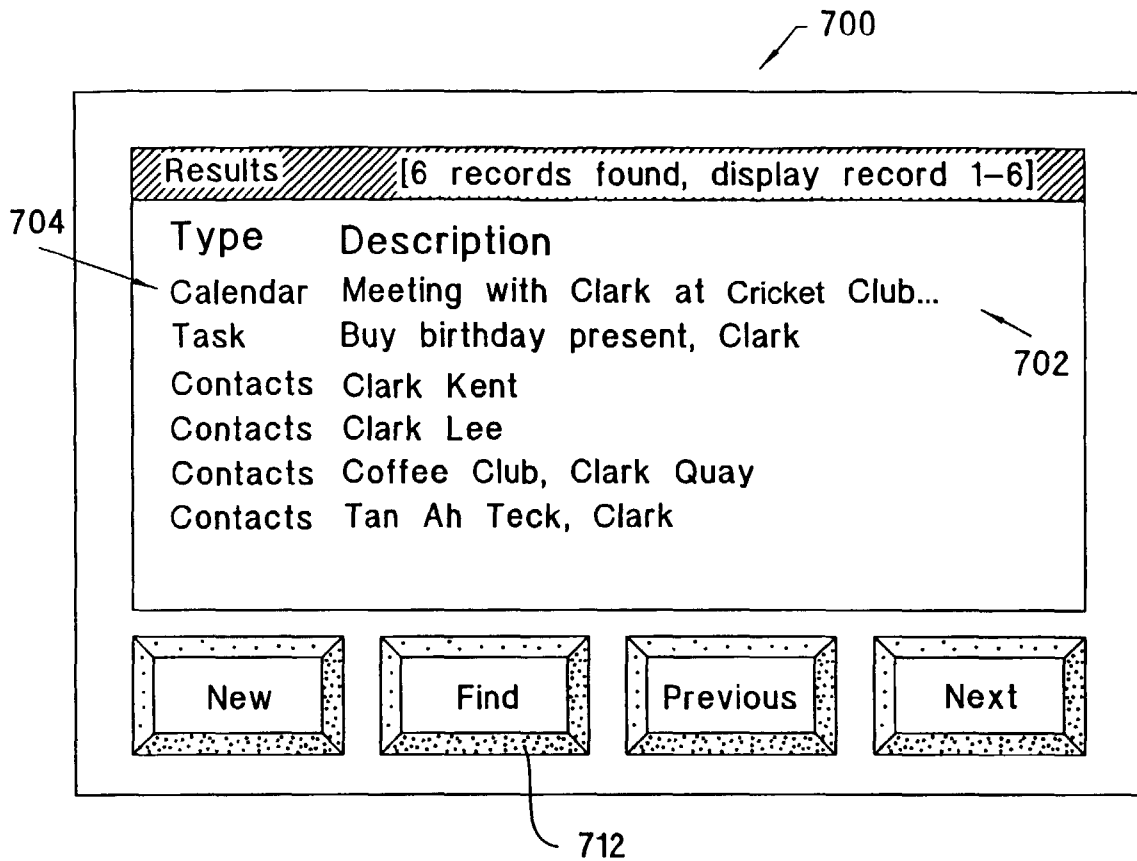 700
Results [6 records found, display record 1-6]
704
Type Description
Calendar Meeting with Clark at Cricket Club...
Task Buy birthday present, Clark
702
Contacts Clark Kent
Contacts Clark Lee
Contacts Coffee Club, Clark Quay
Contacts Tan Ah Teck, Clark
New Find Previous Next
712